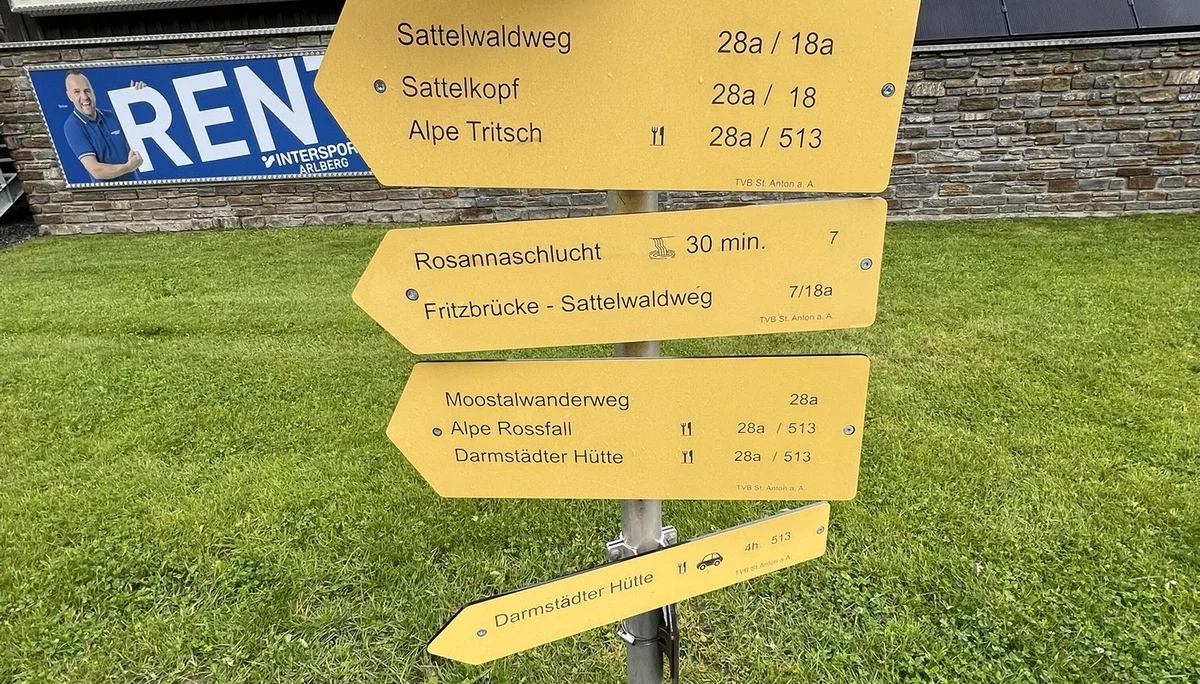 RENT
INTERSPORT
ARLBERG
Sattelwaldweg 28a / 18a
Sattelkopf 28a / 18
Alpe Tritsch 28a / 513
TVB St. Anton a. A.
Rosannaschlucht 30 min. 7
Fritzbrücke - Sattelwaldweg 7/18a
TVB St. Anton a. A.
Moostalwanderweg 28a
Alpe Rossfall 28a / 513
Darmstädter Hütte 28a / 513
TVB St. Anton a. A.
Darmstädter Hütte 4h 513
TVB St. Anton a. A.